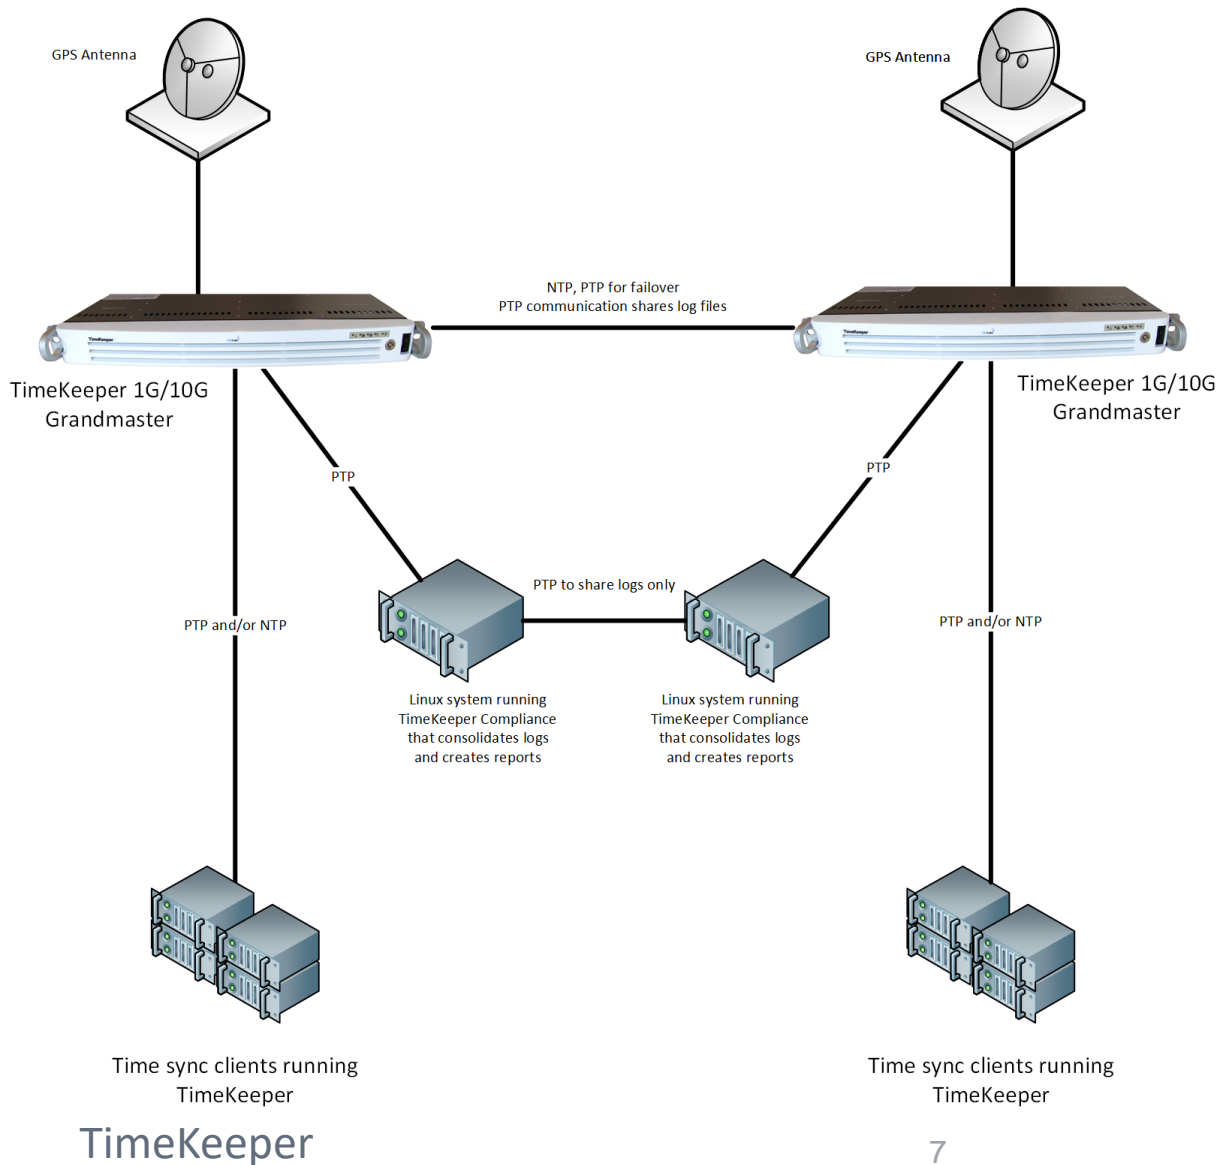 GPS Antenna
GPS Antenna
NTP, PTP for failover
PTP communication shares log files
TimeKeeper
TimeKeeper
TimeKeeper 1G/10G
Grandmaster
TimeKeeper 1G/10G
Grandmaster
PTP
PTP
PTP to share logs only
PTP and/or NTP
PTP and/or NTP
Linux system running
TimeKeeper Compliance
that consolidates logs
and creates reports
Linux system running
TimeKeeper Compliance
that consolidates logs
and creates reports
Time sync clients running
TimeKeeper
Time sync clients running
TimeKeeper
TimeKeeper
7